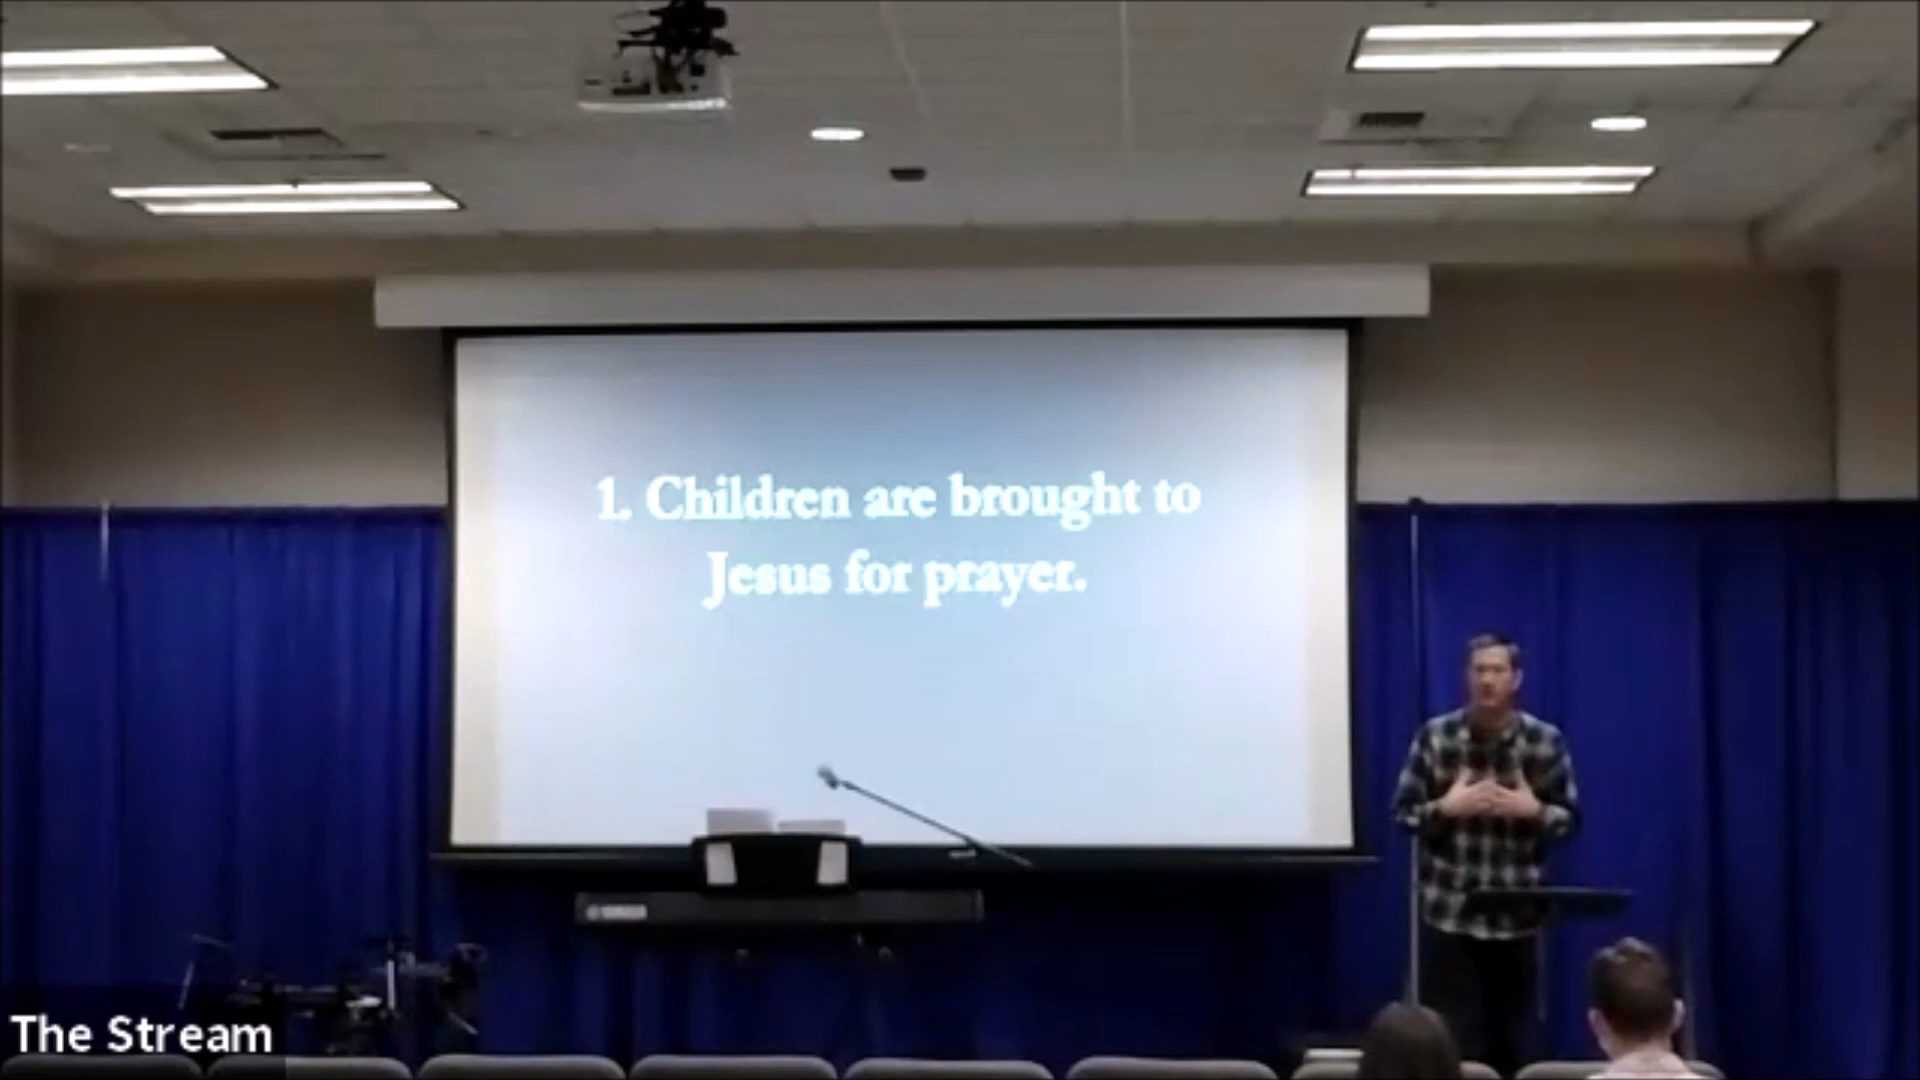 1. Children are brought to
Jesus for prayer.
The Stream